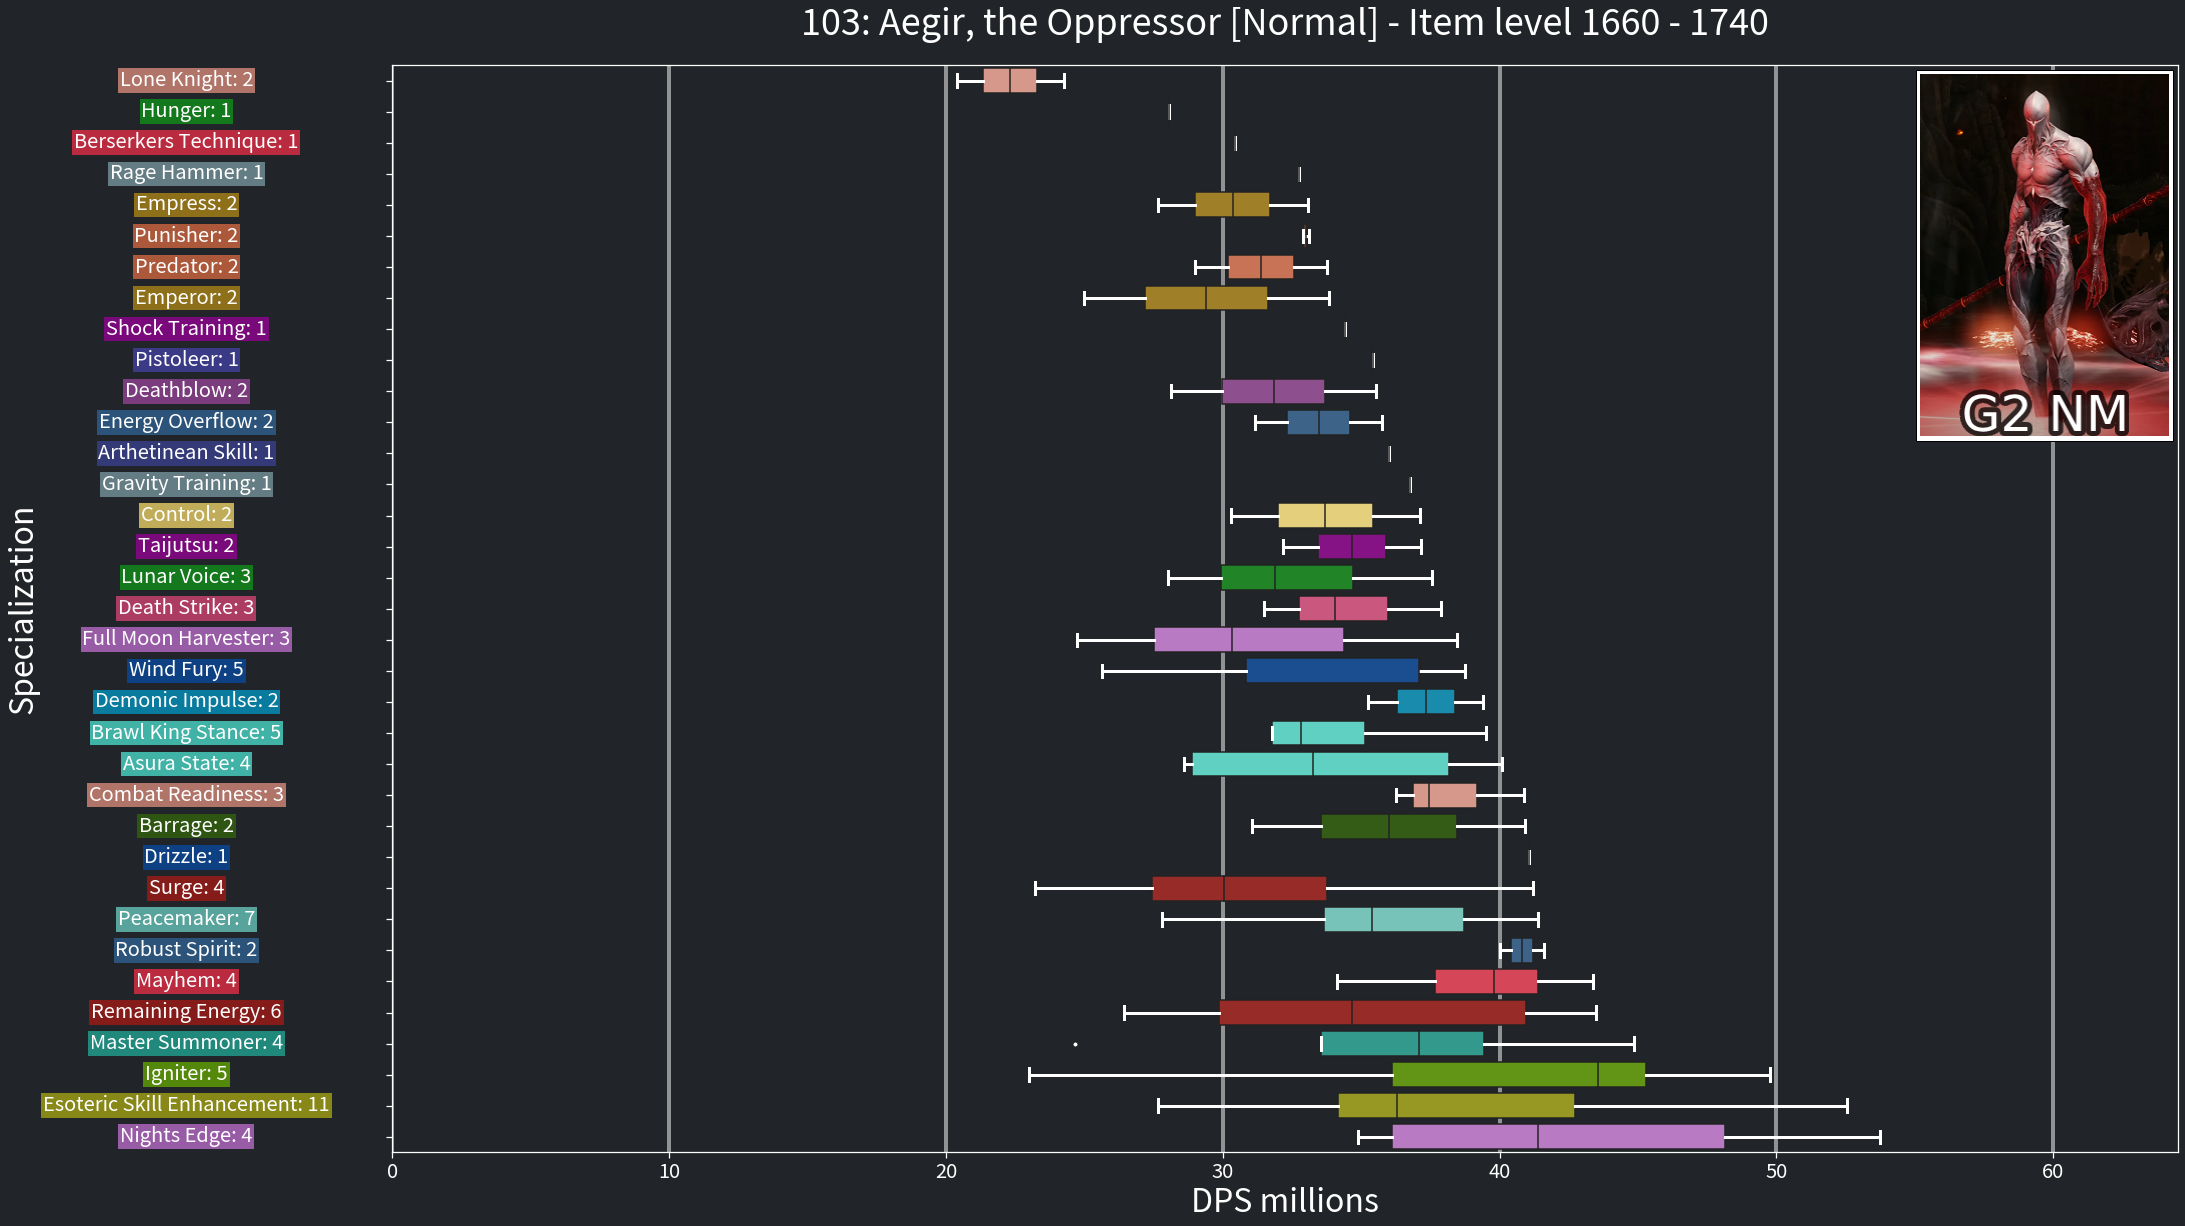 103: Aegir, the Oppressor [Normal] - Item level 1660 - 1740
Lone Knight: 2
Hunger: 1
Berserkers Technique: 1
Rage Hammer: 1
Empress: 2
Punisher: 2
Predator: 2
Emperor: 2
Shock Training: 1
Pistoleer: 1
Deathblow: 2
Energy Overflow: 2
Arthetinean Skill: 1
Gravity Training: 1
Control: 2
Taijutsu: 2
Lunar Voice: 3
Death Strike: 3
Full Moon Harvester: 3
Wind Fury: 5
Demonic Impulse: 2
Brawl King Stance: 5
Asura State: 4
Combat Readiness: 3
Barrage: 2
Drizzle: 1
Surge: 4
Peacemaker: 7
Robust Spirit: 2
Mayhem: 4
Remaining Energy: 6
Master Summoner: 4
Igniter: 5
Esoteric Skill Enhancement: 11
Nights Edge: 4
Specialization
G2 NM
0 10 20 30 40 50 60
DPS millions